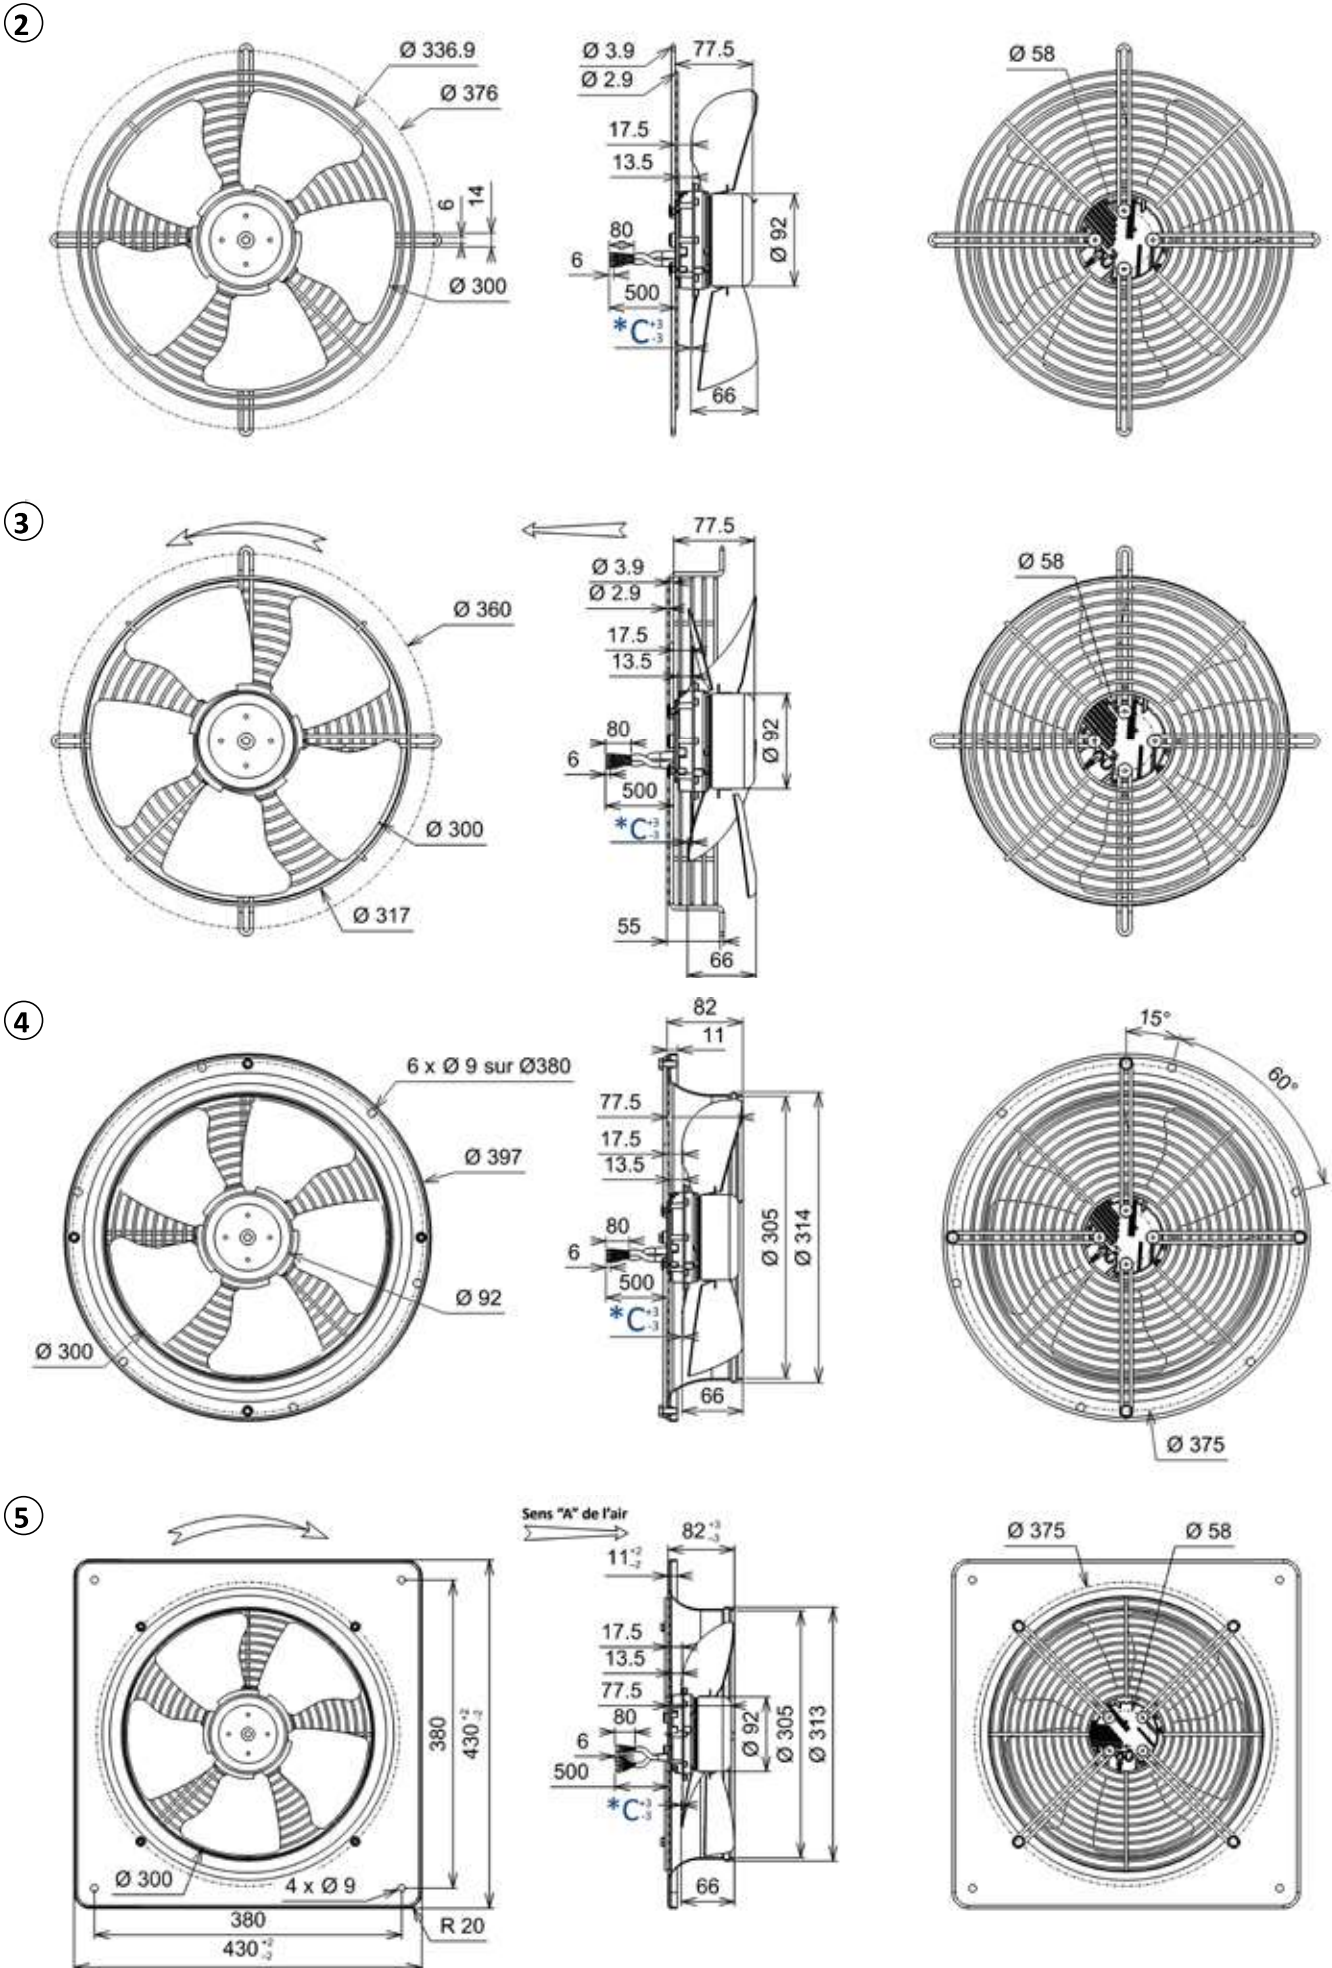 2
Ø 336.9
Ø 376
6
14
Ø 300
Ø 3.9
Ø 2.9
77.5
17.5
13.5
80
6
500
*C +3 -3
Ø 92
66
Ø 58
3
Ø 360
Ø 300
Ø 317
77.5
Ø 3.9
Ø 2.9
17.5
13.5
80
6
500
*C +3 -3
Ø 92
55
66
Ø 58
4
6 x Ø 9 sur Ø380
Ø 397
Ø 92
Ø 300
82
11
77.5
17.5
13.5
80
6
500
*C +3 -3
Ø 305
Ø 314
66
15°
60°
Ø 375
5
380
430 +2 -2
Ø 300
4 x Ø 9
380
R 20
430 +2 -2
Sens "A" de l'air
82 +3 -3
11 +2 -2
17.5
13.5
77.5
80
6
500
*C +3 -3
Ø 92
Ø 305
Ø 313
66
Ø 375
Ø 58